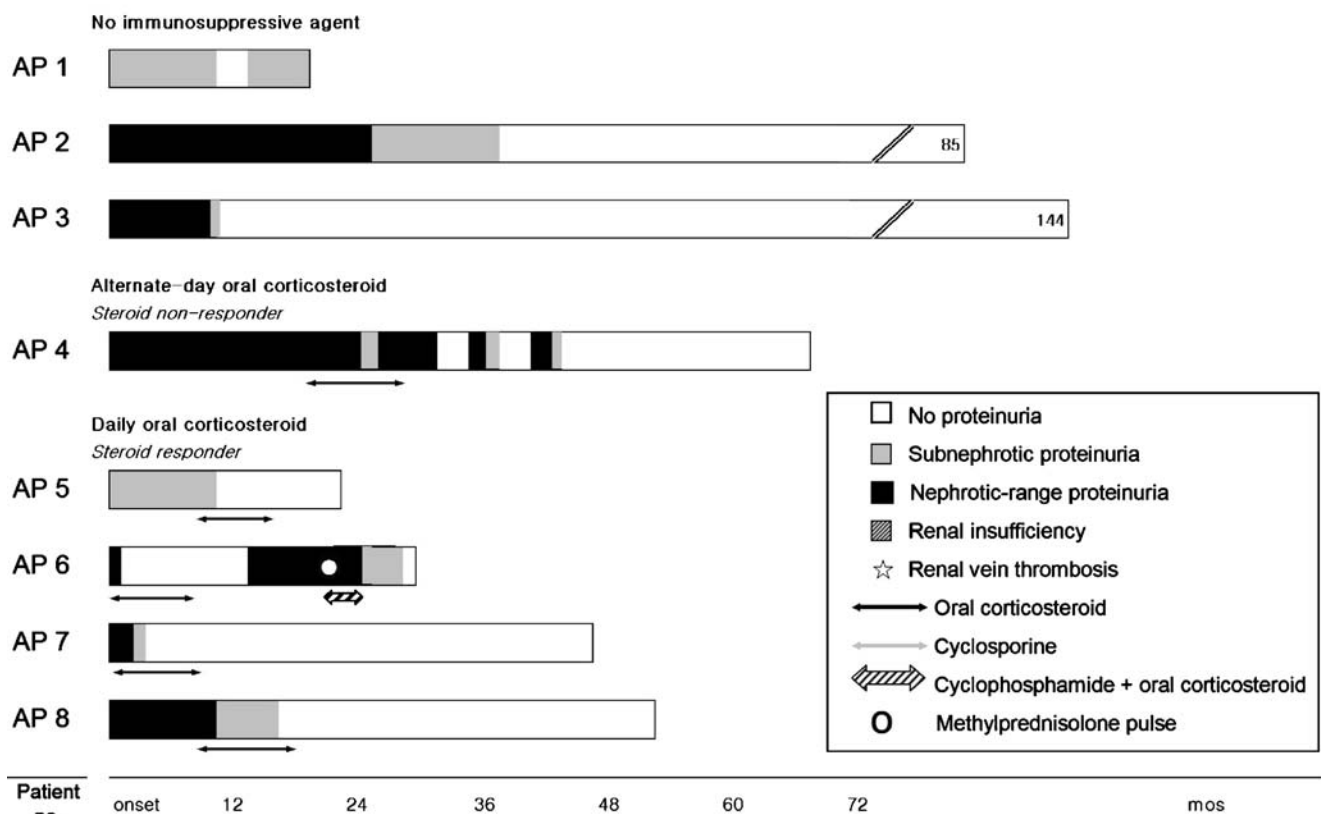 No immunosuppressive agent
AP 1
AP 2
85
AP 3
144
Alternate-day oral corticosteroid
Steroid non-responder
AP 4
Daily oral corticosteroid
Steroid responder
AP 5
AP 6
AP 7
AP 8
No proteinuria
Subnephrotic proteinuria
Nephrotic-range proteinuria
Renal insufficiency
Renal vein thrombosis
Oral corticosteroid
Cyclosporine
Cyclophosphamide + oral corticosteroid
Methylprednisolone pulse
Patient
onset 12 24 36 48 60 72 mos